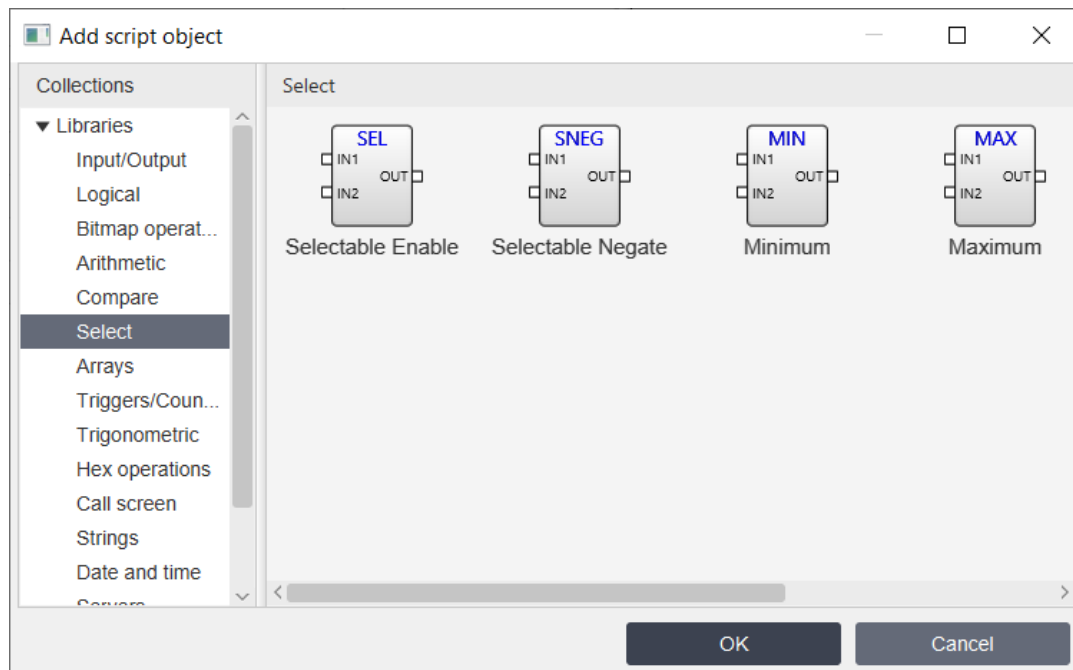 Add script object
Collections
Libraries
Input/Output
Logical
Bitmap operat...
Arithmetic
Compare
Select
Arrays
Triggers/Coun...
Trigonometric
Hex operations
Call screen
Strings
Date and time
Select
SEL
IN1
OUT
IN2
Selectable Enable
SNEG
IN1
OUT
IN2
Selectable Negate
MIN
IN1
OUT
IN2
Minimum
MAX
IN1
OUT
IN2
Maximum
OK
Cancel